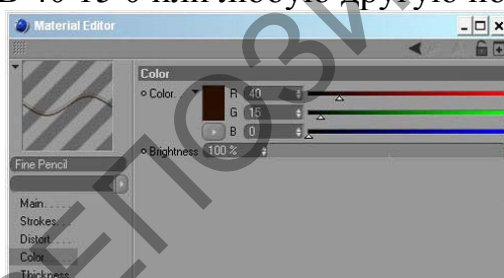 В 40-15-0 или любую другую по
Material Editor
Color
Color.
R 40
G 15
B 0
Brightness 100 %
Fine Pencil
Main.....
Strokes...
Distort....
Color.....
Thickness